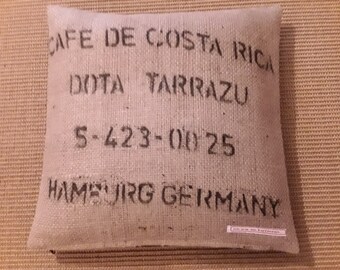 CAFE DE COSTA RICA
DOTA TARRAZU
5-423-0025
HAMBURG GERMANY